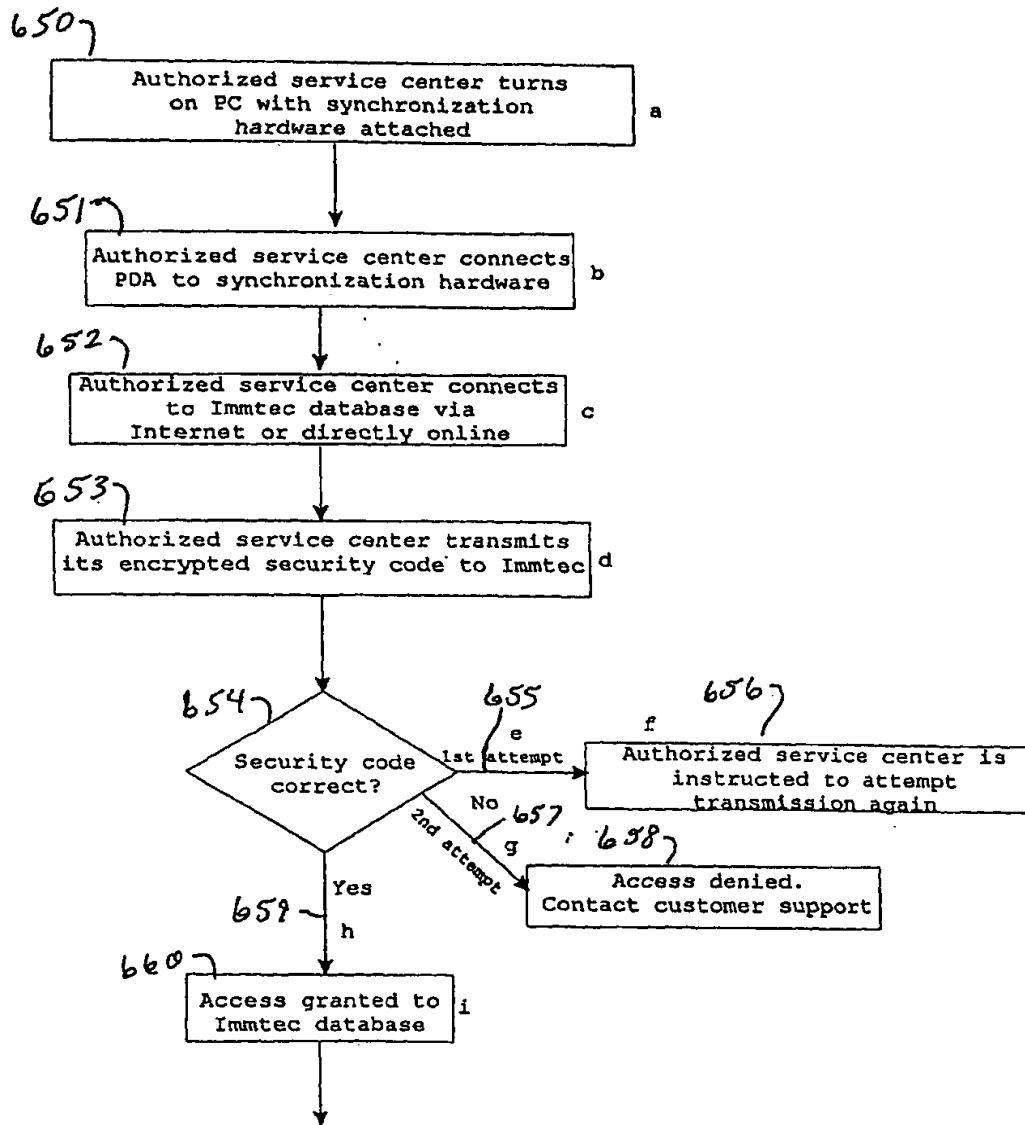 650
Authorized service center turns
on PC with synchronization
hardware attached
a
651
Authorized service center connects
PDA to synchronization hardware
b
652
Authorized service center connects
to Immtec database via
Internet or directly online
c
653
Authorized service center transmits
its encrypted security code to Immtec
d
654
Security code
correct?
655
e
1st attempt
656
f
Authorized service center is
instructed to attempt
transmission again
No
657
g
2nd attempt
658
Access denied.
Contact customer support
Yes
659
h
660
Access granted to
Immtec database
i